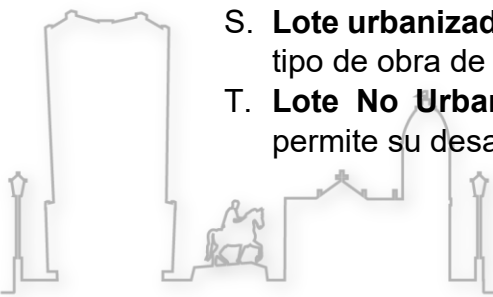 S. Lote urbanizad
tipo de obra de
T. Lote No Urban
permite su desa